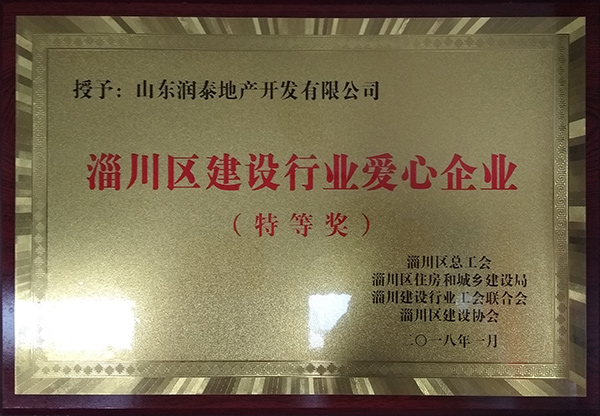 授予：山东润泰地产开发有限公司
淄川区建设行业爱心企业
（特等奖）
淄川区总工会
淄川区住房和城乡建设局
淄川建设行业工会联合会
淄川区建设协会
二〇一八年一月